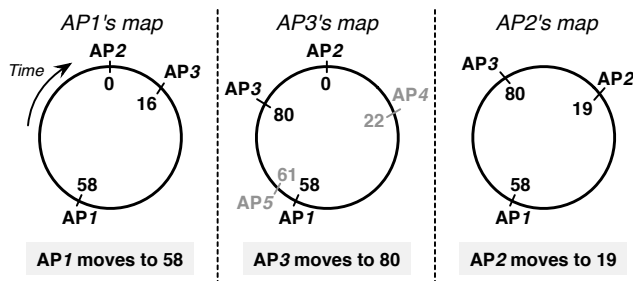 AP1's map
Time
AP2
0
AP3
16
58
AP1
AP1 moves to 58
AP3's map
AP2
0
AP3
80
AP4
22
61
AP5
58
AP1
AP3 moves to 80
AP2's map
AP3
80
AP2
19
58
AP1
AP2 moves to 19